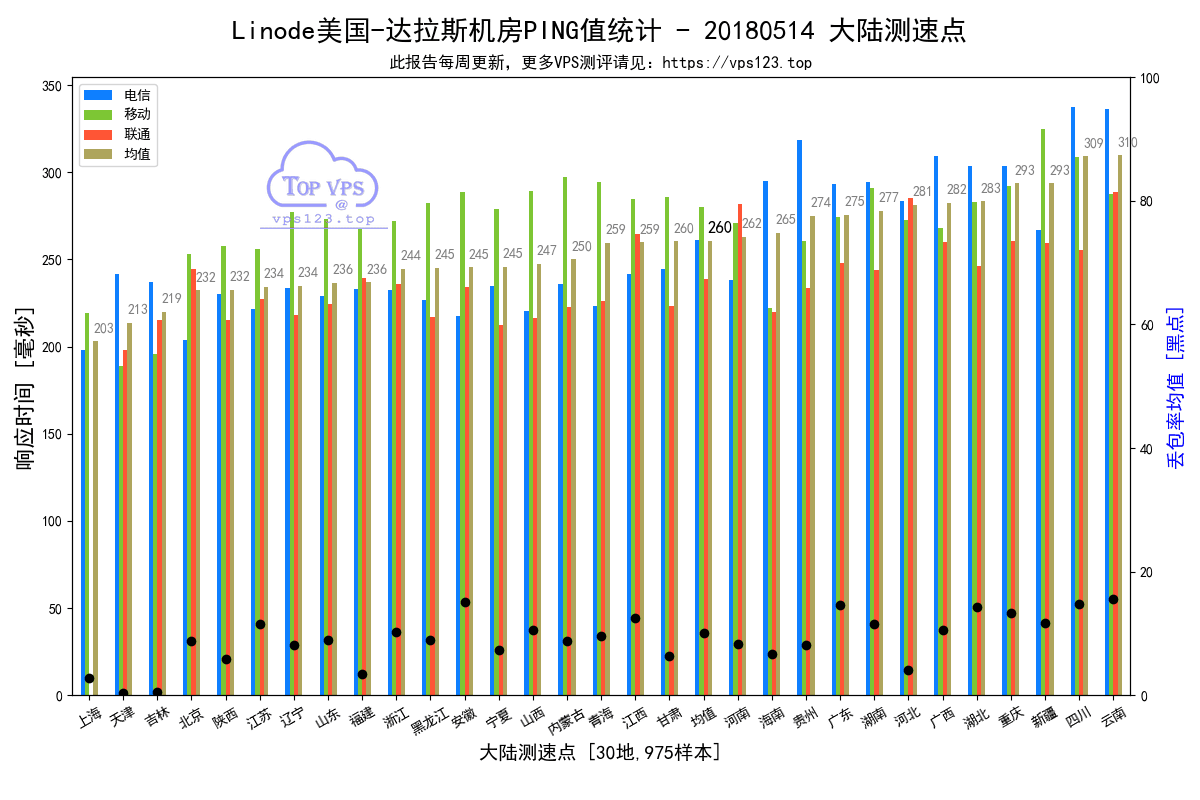 Linode美国-达拉斯机房PING值统计 - 20180514 大陆测速点
此报告每周更新，更多VPS测评请见：https://vps123.top
电信
移动
联通
均值
TOP VPS
@
vps123.top
响应时间 [毫秒]
350
300
250
200
150
100
50
0
203
213
219
232
232
234
234
236
236
244
245
245
245
247
250
259
259
260
260
262
265
274
275
277
281
282
283
293
293
309
310
100
80
60
40
20
0
丢包率均值 [黑点]
上海
天津
吉林
北京
陕西
江苏
辽宁
山东
福建
浙江
黑龙江
安徽
宁夏
山西
内蒙古
青海
江西
甘肃
均值
河南
海南
贵州
广东
湖南
河北
广西
湖北
重庆
新疆
四川
云南
大陆测速点 [30地,975样本]